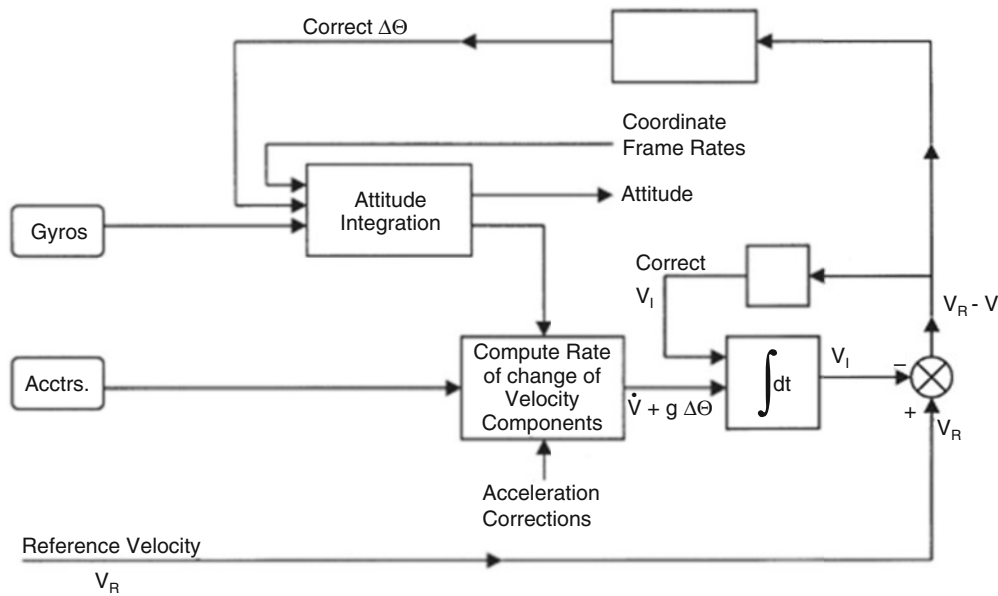 Correct ΔΘ
Coordinate
Frame Rates
Attitude
Integration
Attitude
Gyros
Correct
V_I
V_R - V
Acctrs.
Compute Rate
of change of
Velocity
Components
V̇ + g ΔΘ
∫dt
V_I
−
+
V_R
Acceleration
Corrections
Reference Velocity
V_R